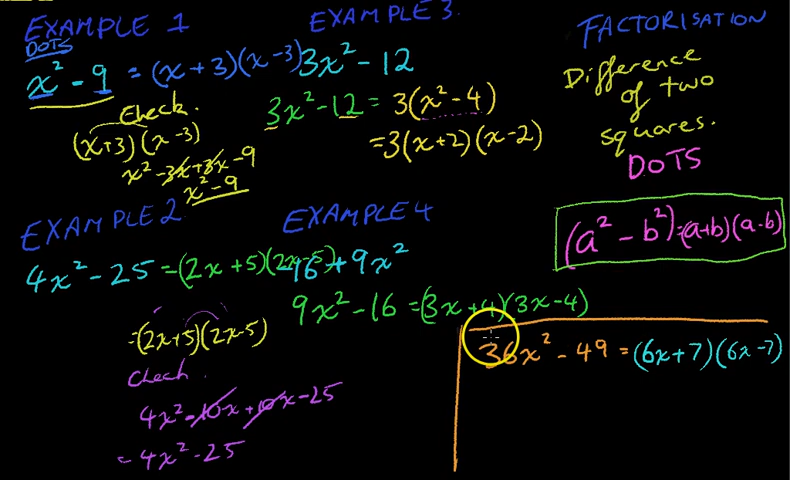 EXAMPLE 1
DOTS
x² - 9 = (x+3)(x-3)
Check.
(x+3)(x-3)
x² - 3x + 3x - 9
x² - 9
EXAMPLE 2
4x² - 25 = (2x+5)(2x-5)
=(2x+5)(2x-5)
Check.
4x² - 10x + 10x - 25
= 4x² - 25
EXAMPLE 3.
3x² - 12
3x² - 12 = 3(x² - 4)
=3(x+2)(x-2)
EXAMPLE 4
-16 + 9x²
9x² - 16 = (3x+4)(3x-4)
36x² - 49 = (6x+7)(6x-7)
FACTORISATION
Difference
of two
squares.
DOTS
(a² - b²) = (a+b)(a-b)